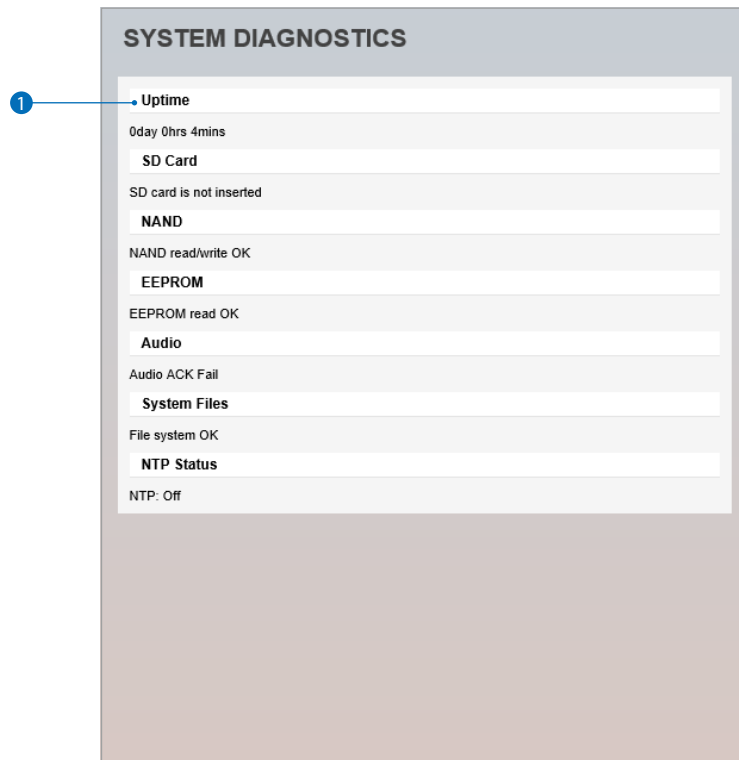 SYSTEM DIAGNOSTICS
1
Uptime
0day 0hrs 4mins
SD Card
SD card is not inserted
NAND
NAND read/write OK
EEPROM
EEPROM read OK
Audio
Audio ACK Fail
System Files
File system OK
NTP Status
NTP: Off